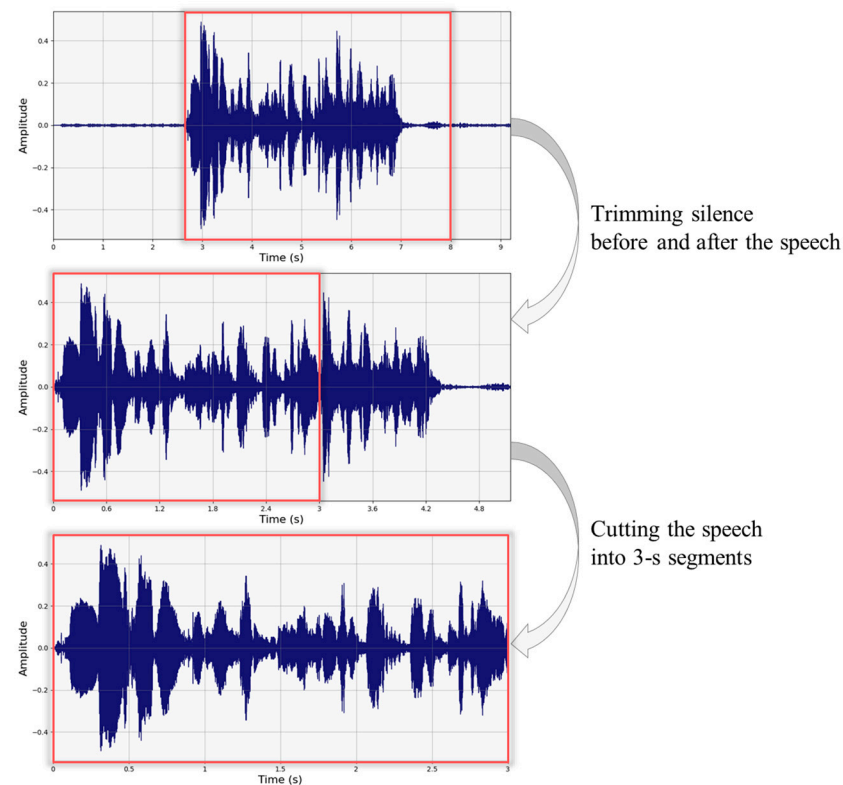 0.4
0.2
0.0
−0.2
−0.4
Amplitude
0 1 2 3 4 5 6 7 8 9
Time (s)
Trimming silence
before and after the speech
0.4
0.2
0.0
−0.2
−0.4
Amplitude
0 0.6 1.2 1.8 2.4 3 3.6 4.2 4.8
Time (s)
Cutting the speech
into 3-s segments
0.4
0.2
0.0
−0.2
−0.4
Amplitude
0 0.5 1 1.5 2 2.5 3
Time (s)